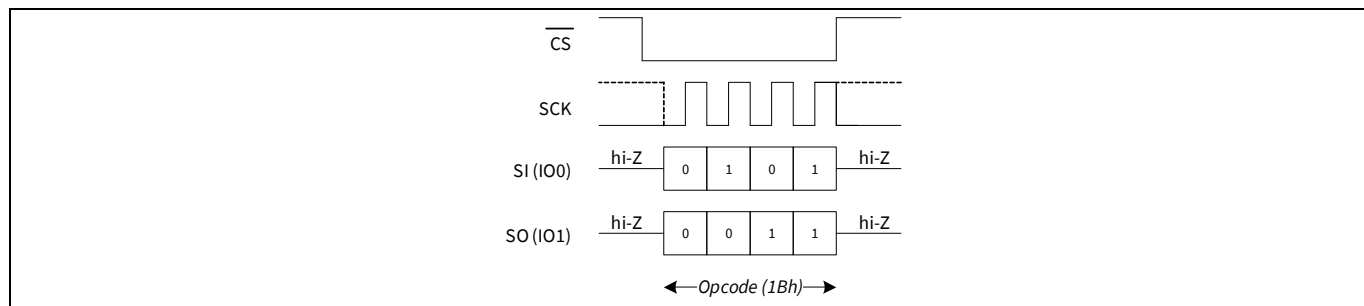 CS
SCK
hi-Z 0 1 0 1 hi-Z
SI (IO0)
hi-Z 0 0 1 1 hi-Z
SO (IO1)
Opcode (1Bh)